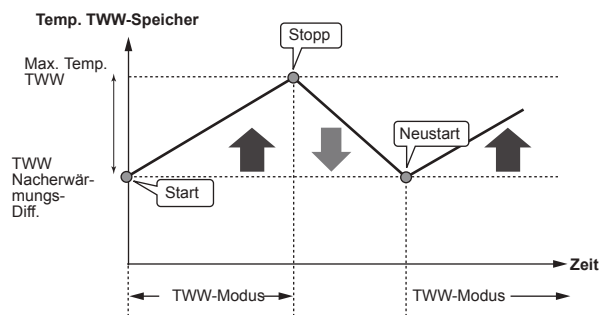 Temp. TWW-Speicher
Stopp
Max. Temp.
TWW
Neustart
TWW
Nacherwär-
mungs-
Diff.
Start
Zeit
TWW-Modus
TWW-Modus